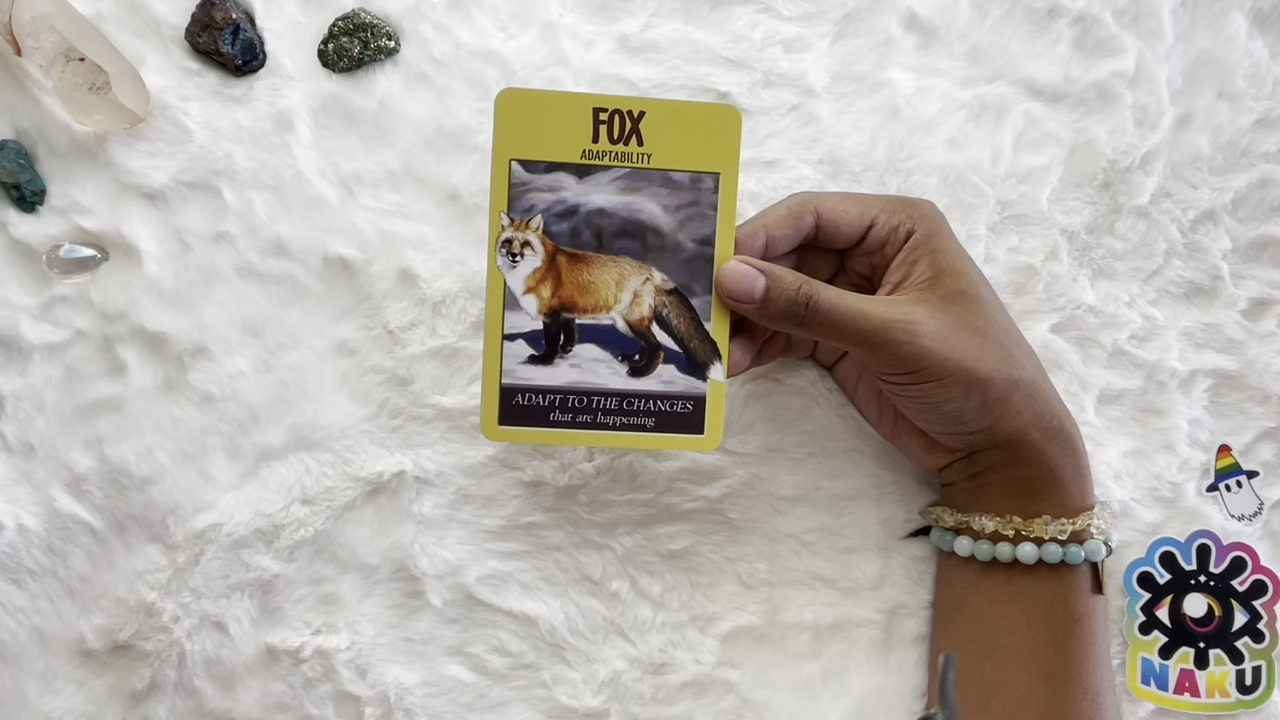 FOX
ADAPTABILITY
ADAPT TO THE CHANGES
that are happening
NAKU